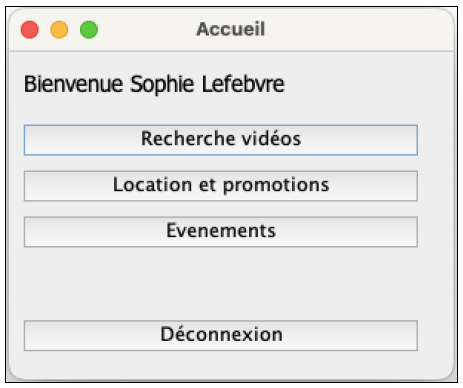 Accueil
Bienvenue Sophie Lefebvre
Recherche vidéos
Location et promotions
Evenements
Déconnexion